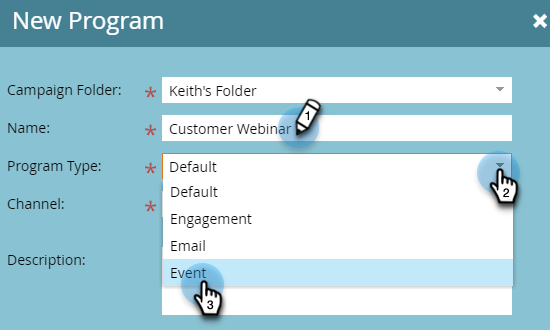 New Program
Campaign Folder: * Keith's Folder
Name: * Customer Webinar 1
Program Type: * Default 2
Default
Channel: *
Engagement
Email
Description:
Event 3